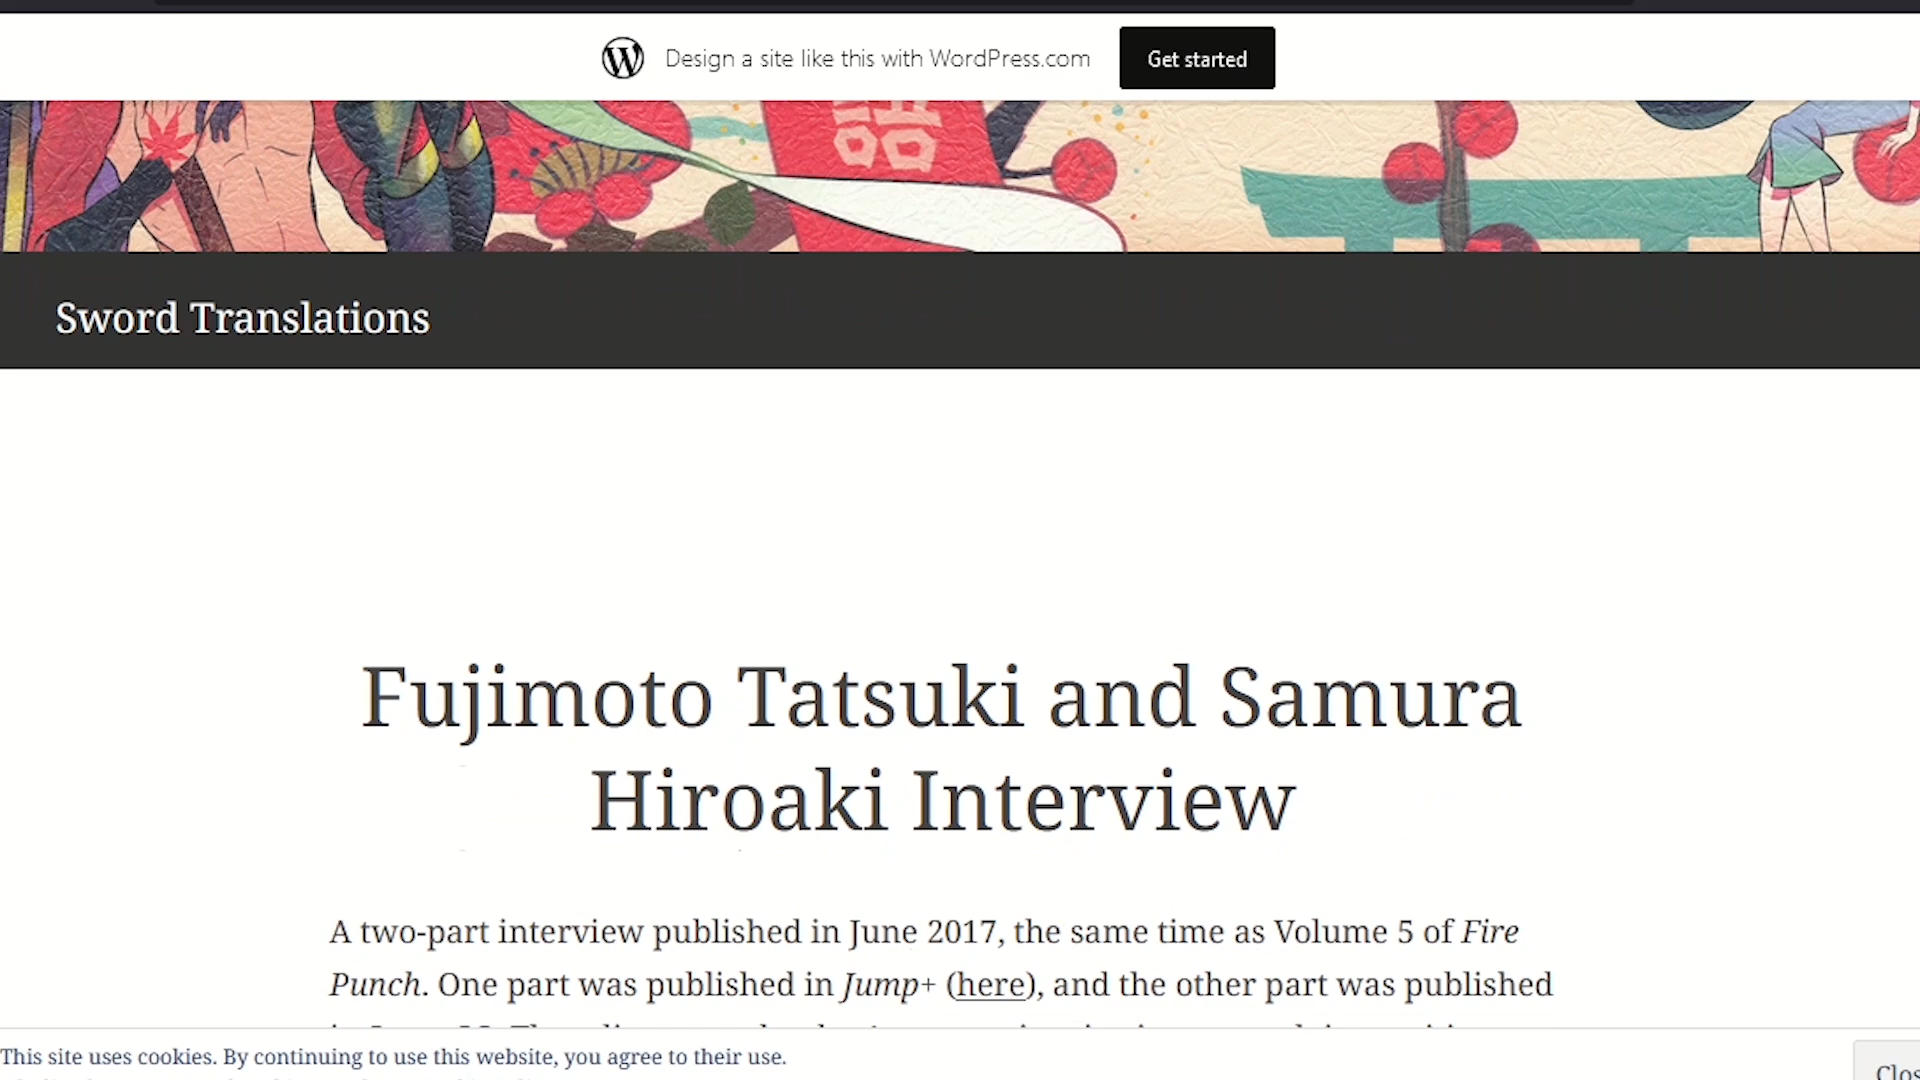 Design a site like this with WordPress.com
Get started
Sword Translations
Fujimoto Tatsuki and Samura
Hiroaki Interview
A two-part interview published in June 2017, the same time as Volume 5 of Fire
Punch. One part was published in Jump+ (here), and the other part was published
This site uses cookies. By continuing to use this website, you agree to their use.